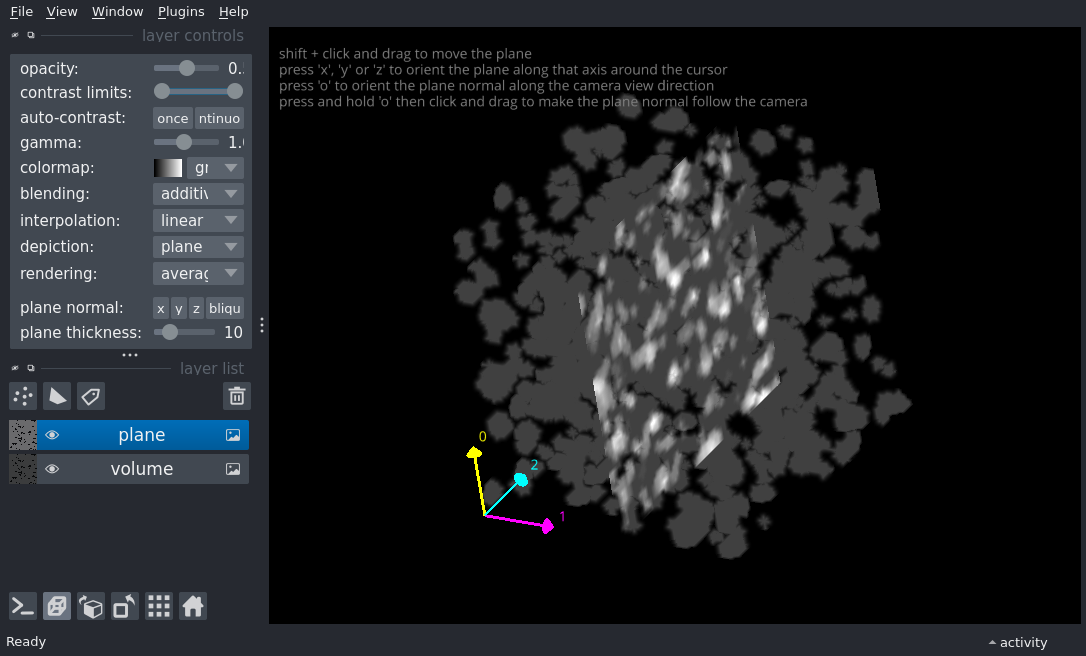 File View Window Plugins Help
layer controls
opacity: 0.
contrast limits:
auto-contrast: once ntinuo
gamma: 1.
colormap: gr
blending: additiv
interpolation: linear
depiction: plane
rendering: averag
plane normal: x y z bliqu
plane thickness: 10
layer list
plane
volume
shift + click and drag to move the plane
press 'x', 'y' or 'z' to orient the plane along that axis around the cursor
press 'o' to orient the plane normal along the camera view direction
press and hold 'o' then click and drag to make the plane normal follow the camera
0
2
1
Ready
activity